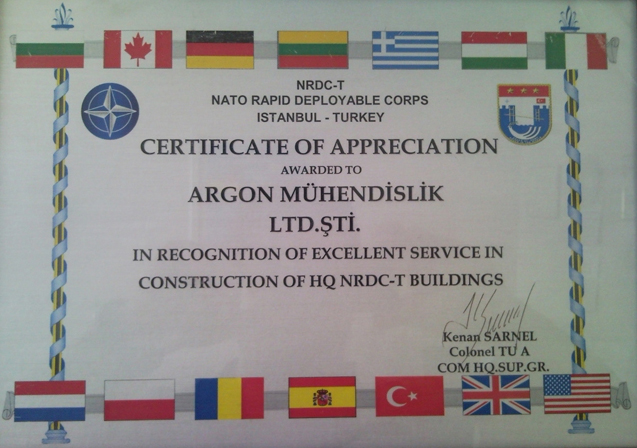 NRDC-T
NATO RAPID DEPLOYABLE CORPS
ISTANBUL - TURKEY
CERTIFICATE OF APPRECIATION
AWARDED TO
ARGON MÜHENDİSLİK
LTD.ŞTİ.
IN RECOGNITION OF EXCELLENT SERVICE IN
CONSTRUCTION OF HQ NRDC-T BUILDINGS
Kenan SARNEL
Colonel TU A
COM HQ.SUP.GR.